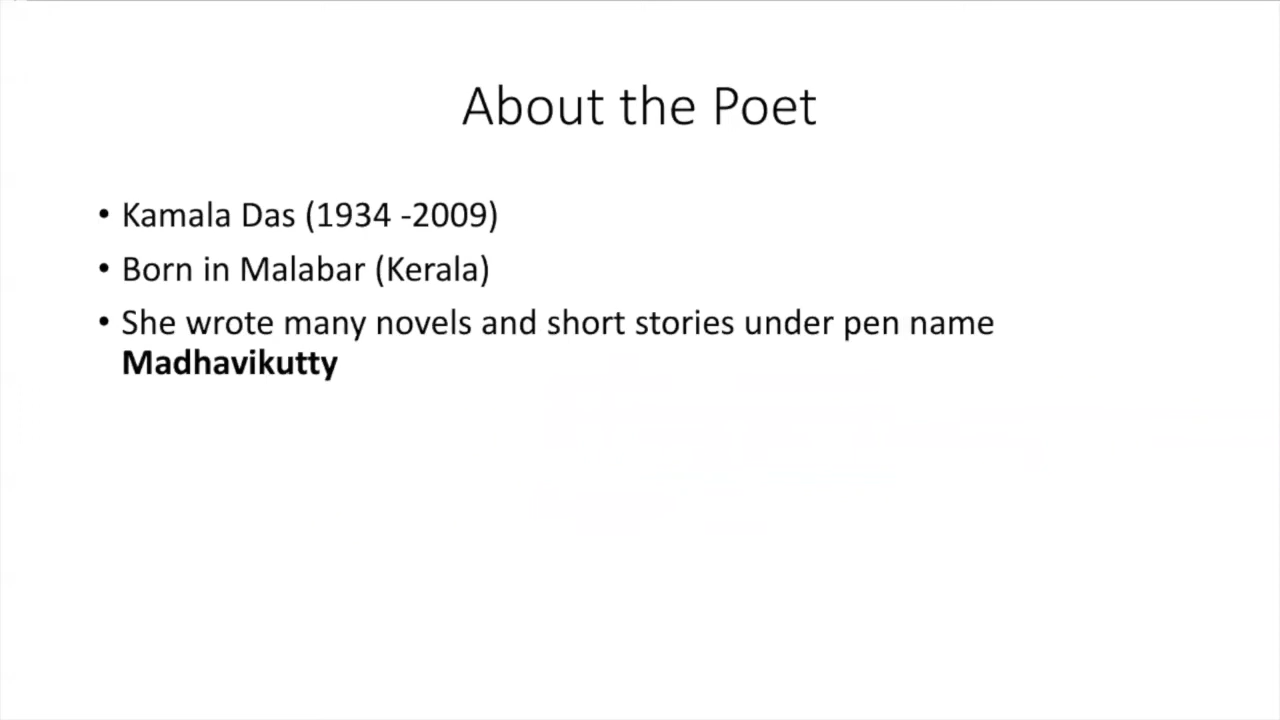 About the Poet
• Kamala Das (1934 -2009)
• Born in Malabar (Kerala)
• She wrote many novels and short stories under pen name
Madhavikutty